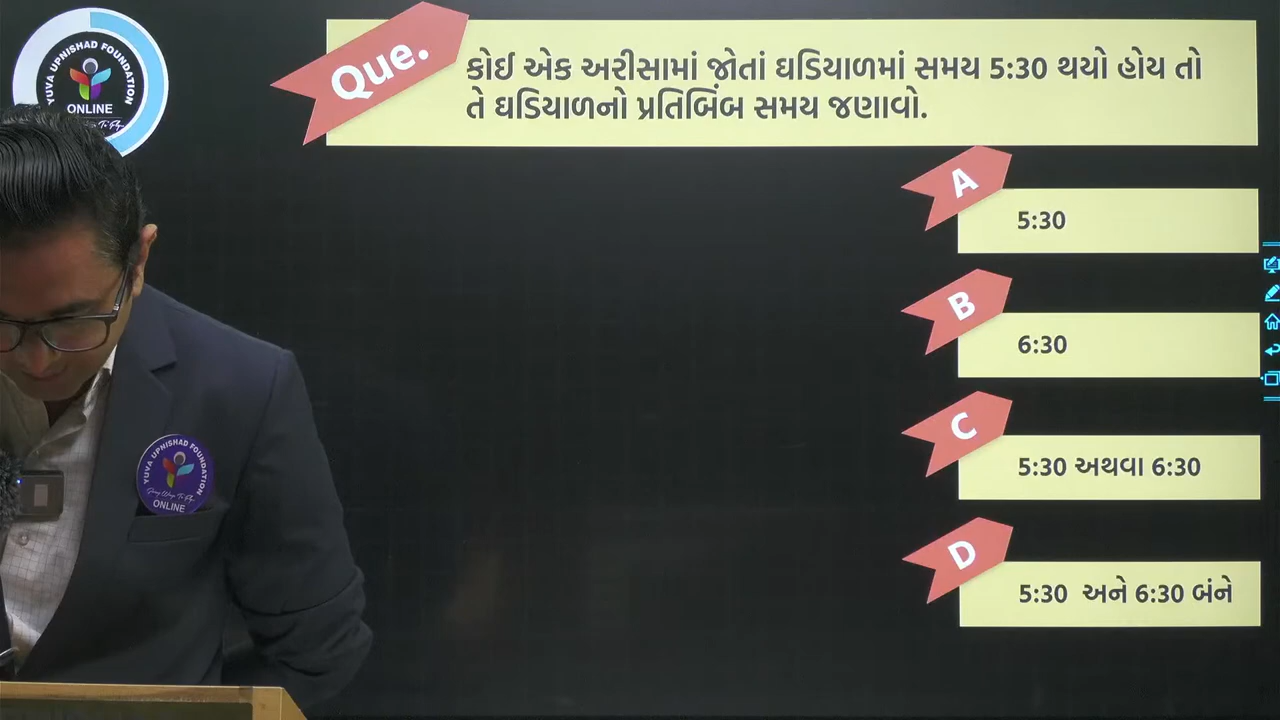 YUVA UPNISHAD FOUNDATION
ONLINE
Que.
કોઈ એક અરીસામાં જોતાં ઘડિયાળમાં સમય 5:30 થયો હોય તો
તે ઘડિયાળનો પ્રતિબિંબ સમય જણાવો.
A
5:30
B
6:30
C
5:30 અથવા 6:30
D
5:30 અને 6:30 બંને
YUVA UPNISHAD FOUNDATION
ONLINE